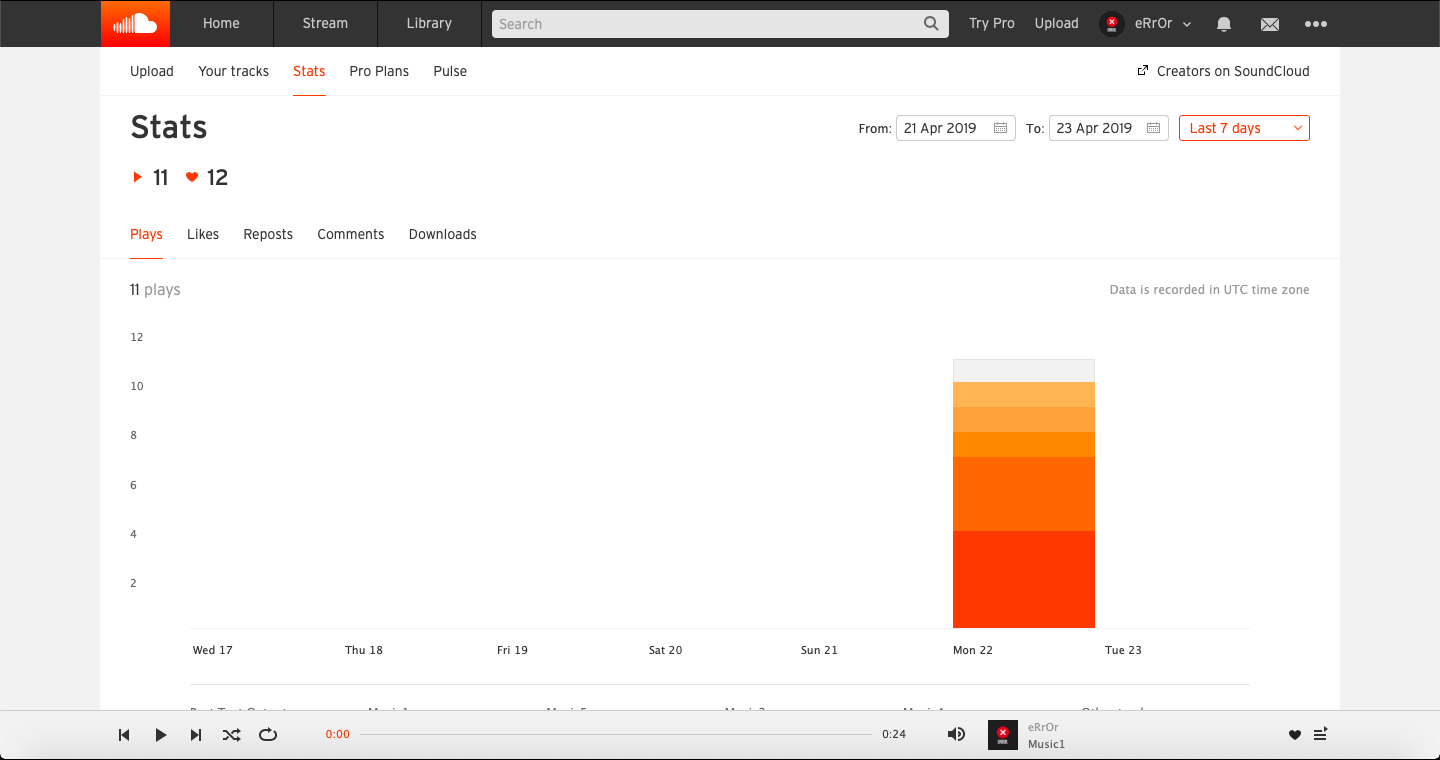 Home Stream Library Search Try Pro Upload eRrOr
Upload Your tracks Stats Pro Plans Pulse Creators on SoundCloud
Stats
From: 21 Apr 2019 To: 23 Apr 2019 Last 7 days
11 12
Plays Likes Reposts Comments Downloads
11 plays Data is recorded in UTC time zone
12
10
8
6
4
2
Wed 17 Thu 18 Fri 19 Sat 20 Sun 21 Mon 22 Tue 23
0:00 0:24
eRrOr
Music1